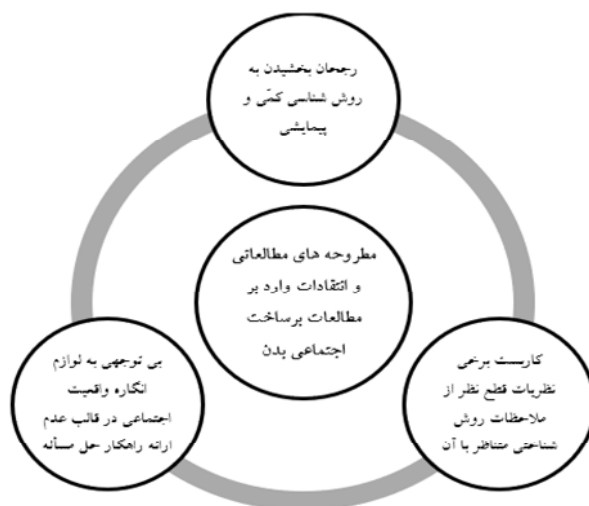 رجحان بخشیدن به
روش شناسی کمّی و
پیمایشی
مطروحه های مطالعاتی
و انتقادات وارد بر
مطالعات برساخت
اجتماعی بدن
کاربست برخی
نظریات قطع نظر از
ملاحظات روش
شناختی متناظر با آن
بی توجهی به لوازم
انگاره واقعیت
اجتماعی در قالب عدم
ارائه راهکار حل مسأله